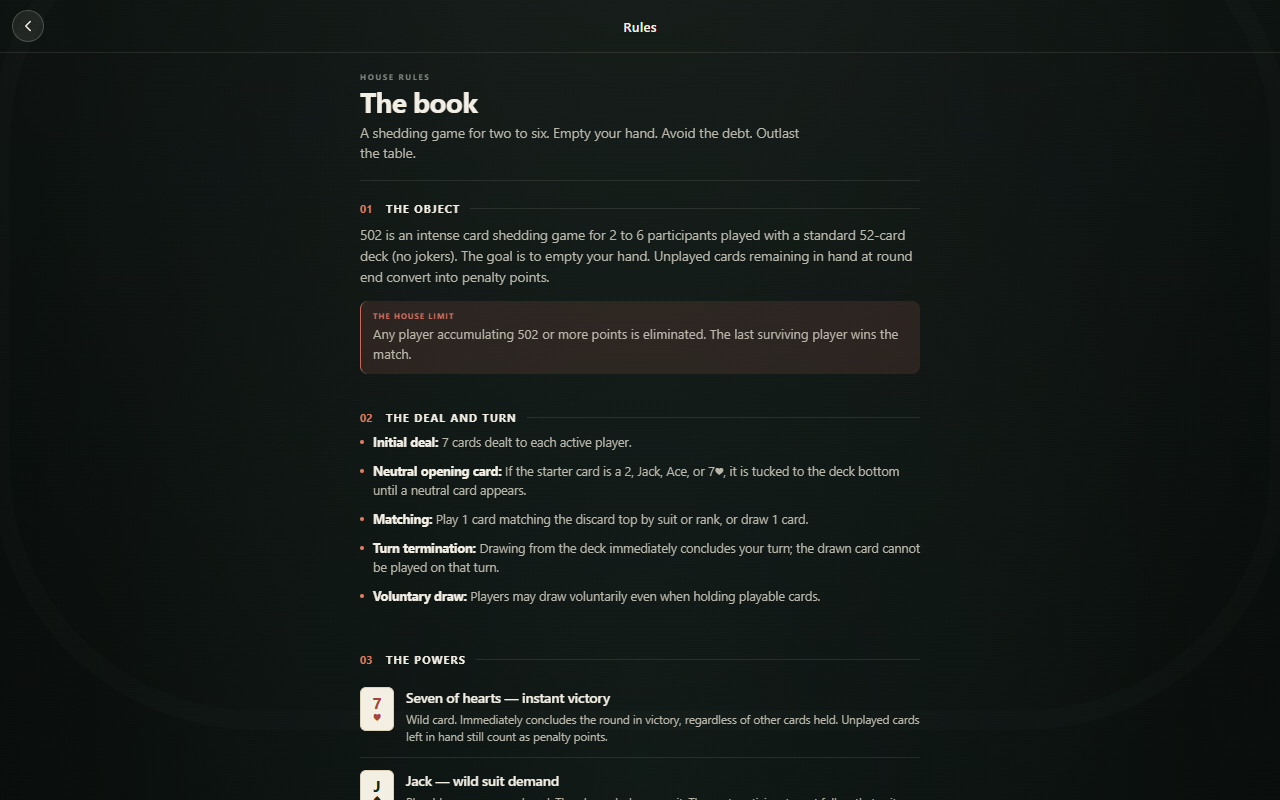 Rules
HOUSE RULES
The book
A shedding game for two to six. Empty your hand. Avoid the debt. Outlast
the table.
01 THE OBJECT
502 is an intense card shedding game for 2 to 6 participants played with a standard 52-card
deck (no jokers). The goal is to empty your hand. Unplayed cards remaining in hand at round
end convert into penalty points.
THE HOUSE LIMIT
Any player accumulating 502 or more points is eliminated. The last surviving player wins the
match.
02 THE DEAL AND TURN
• Initial deal: 7 cards dealt to each active player.
• Neutral opening card: If the starter card is a 2, Jack, Ace, or 7♥, it is tucked to the deck bottom
until a neutral card appears.
• Matching: Play 1 card matching the discard top by suit or rank, or draw 1 card.
• Turn termination: Drawing from the deck immediately concludes your turn; the drawn card cannot
be played on that turn.
• Voluntary draw: Players may draw voluntarily even when holding playable cards.
03 THE POWERS
7♥
Seven of hearts — instant victory
Wild card. Immediately concludes the round in victory, regardless of other cards held. Unplayed cards
left in hand still count as penalty points.
J
Jack — wild suit demand